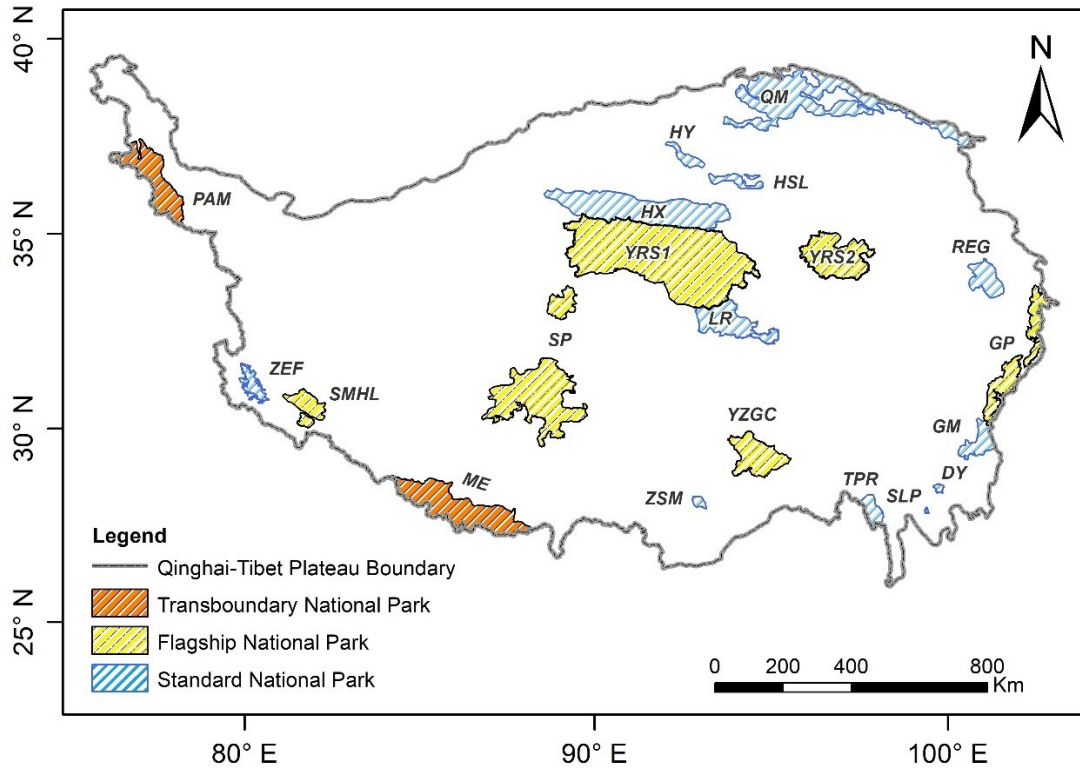 40° N
35° N
30° N
25° N
N
QM
HY
HSL
PAM
HX
YRS1
YRS2
REG
LR
SP
GP
ZEF
SMHL
YZGC
GM
ME
ZSM
TPR
SLP
DY
Legend
Qinghai-Tibet Plateau Boundary
Transboundary National Park
Flagship National Park
Standard National Park
0 200 400 800
Km
80° E 90° E 100° E